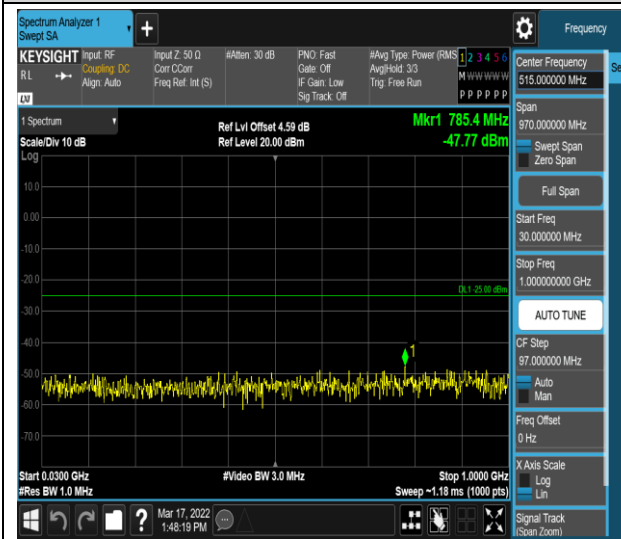 Spectrum Analyzer 1
Swept SA
+
Frequency
KEYSIGHT
RL
LXI
Input: RF
Coupling: DC
Align: Auto
Input Z: 50 Ω
Corr CCorr
Freq Ref: Int (S)
#Atten: 30 dB
PNO: Fast
Gate: Off
IF Gain: Low
Sig Track: Off
#Avg Type: Power (RMS
Avg|Hold: 3/3
Trig: Free Run
1 2 3 4 5 6
M W W W W W
P P P P P P
1 Spectrum
Scale/Div 10 dB
Log
Ref Lvl Offset 4.59 dB
Ref Level 20.00 dBm
Mkr1 785.4 MHz
-47.77 dBm
10.0
0.00
-10.0
-20.0
DL1 -25.00 dBm
-30.0
-40.0
1
-50.0
-60.0
-70.0
Start 0.0300 GHz
#Video BW 3.0 MHz
Stop 1.0000 GHz
#Res BW 1.0 MHz
Sweep ~1.18 ms (1000 pts)
?
Mar 17, 2022
1:48:19 PM
Center Frequency
515.000000 MHz
Se
Span
970.000000 MHz
Swept Span
Zero Span
Full Span
Start Freq
30.000000 MHz
Stop Freq
1.000000000 GHz
AUTO TUNE
CF Step
97.000000 MHz
Auto
Man
Freq Offset
0 Hz
X Axis Scale
Log
Lin
Signal Track
(Span Zoom)